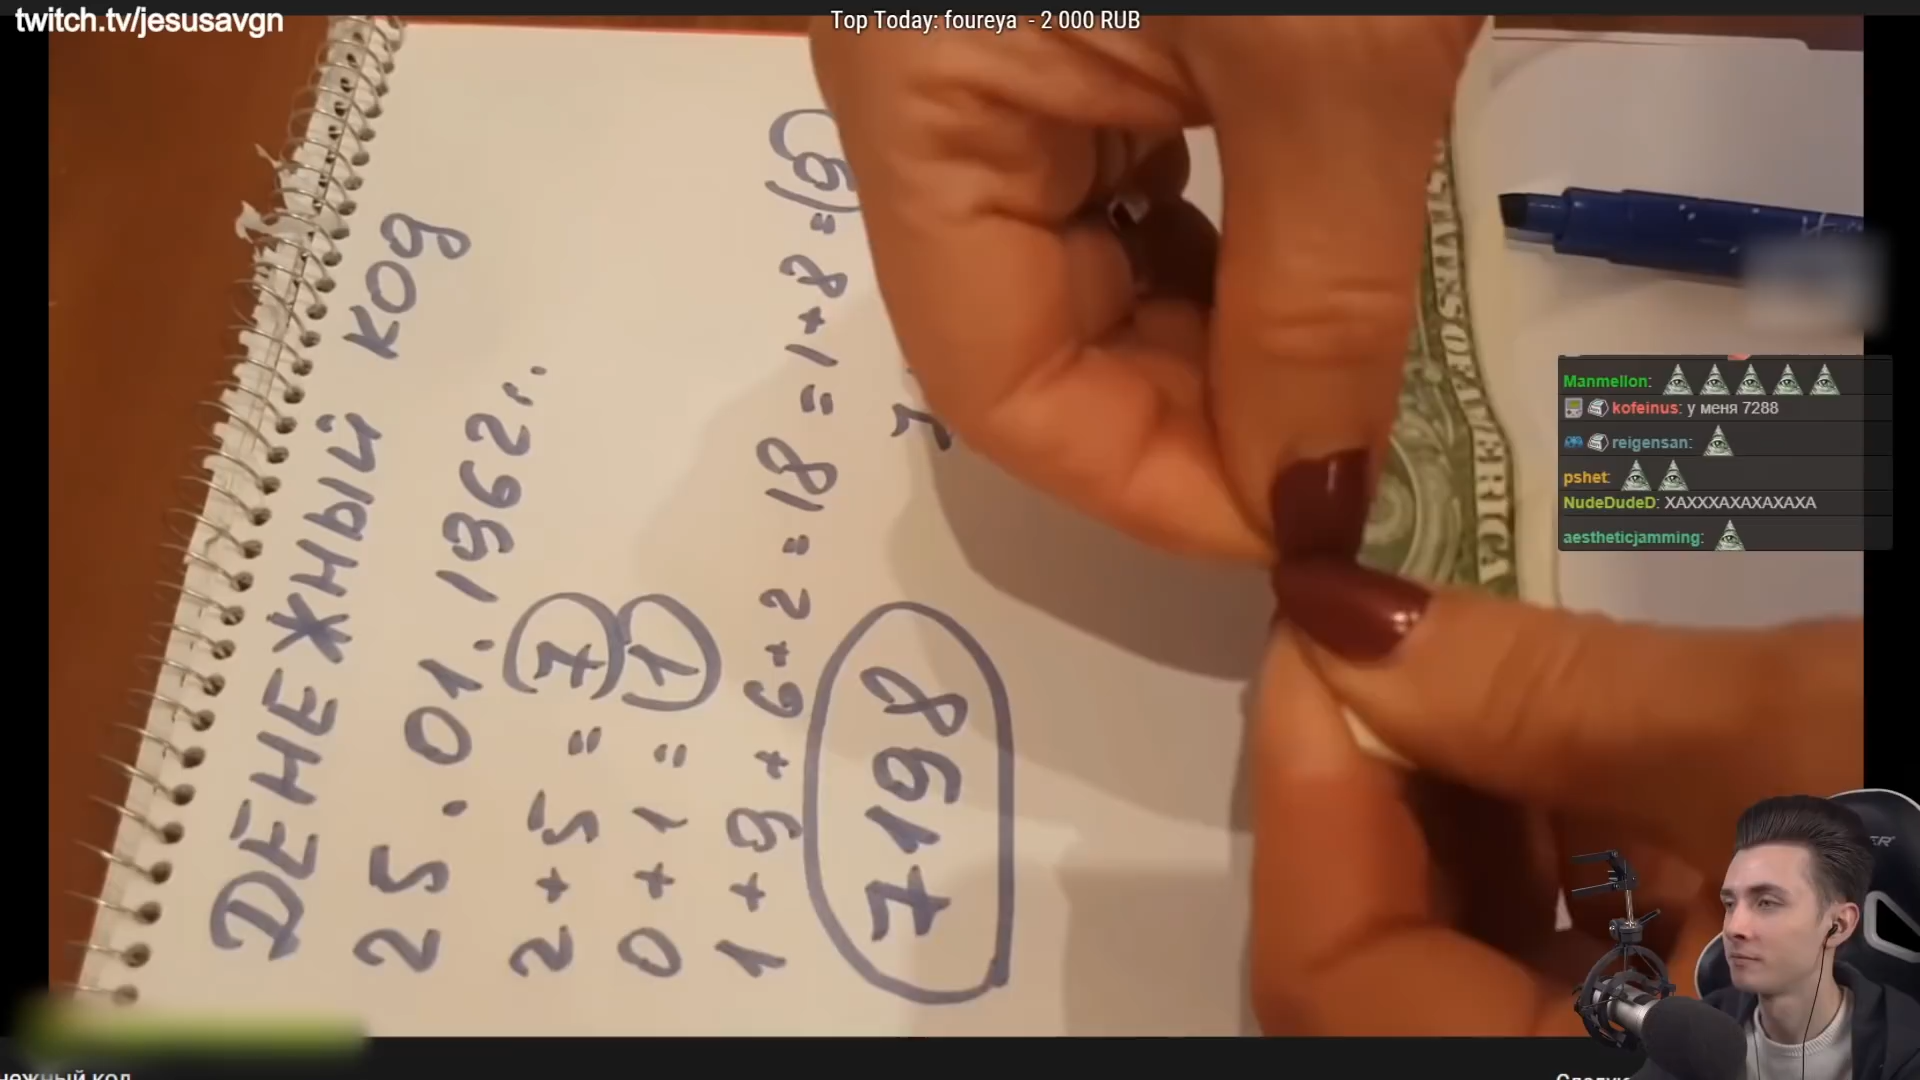 twitch.tv/jesusavgn
Top Today: foureya - 2 000 RUB
ДЕНЕЖНЫЙ КОД
25.01.1962г.
2+5=7
0+1=1
1+9+6+2=18=1+8=9
7198
Manmellon:
kofeinus: у меня 7288
reigensan:
pshet:
NudeDudeD: ХАХХХАХАХАХАХА
aestheticjamming: